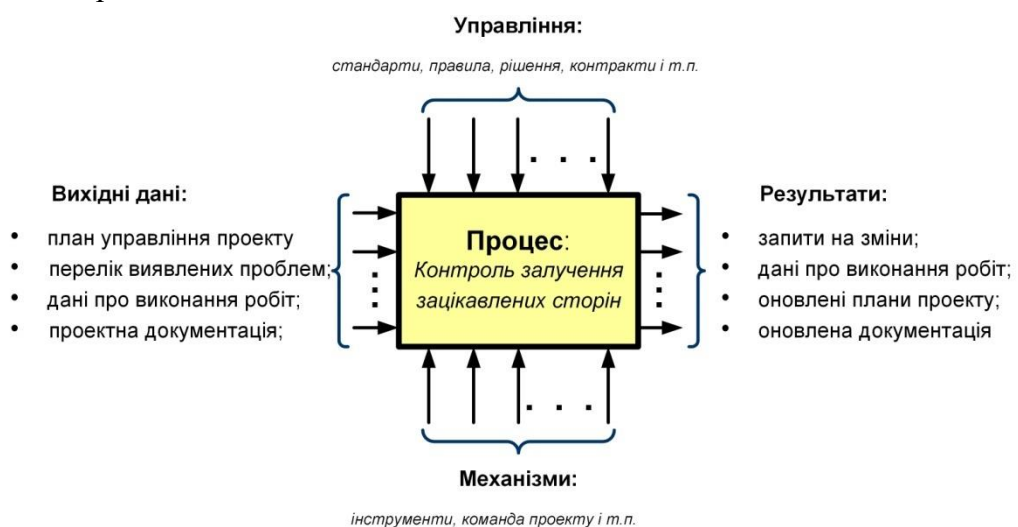 Управління:
стандарти, правила, рішення, контракти і т.п.
Вихідні дані:
• план управління проекту
• перелік виявлених проблем;
• дані про виконання робіт;
• проектна документація;
Процес:
Контроль залучення
зацікавлених сторін
Результати:
• запити на зміни;
• дані про виконання робіт;
• оновлені плани проекту;
• оновлена документація
Механізми:
інструменти, команда проекту і т.п.